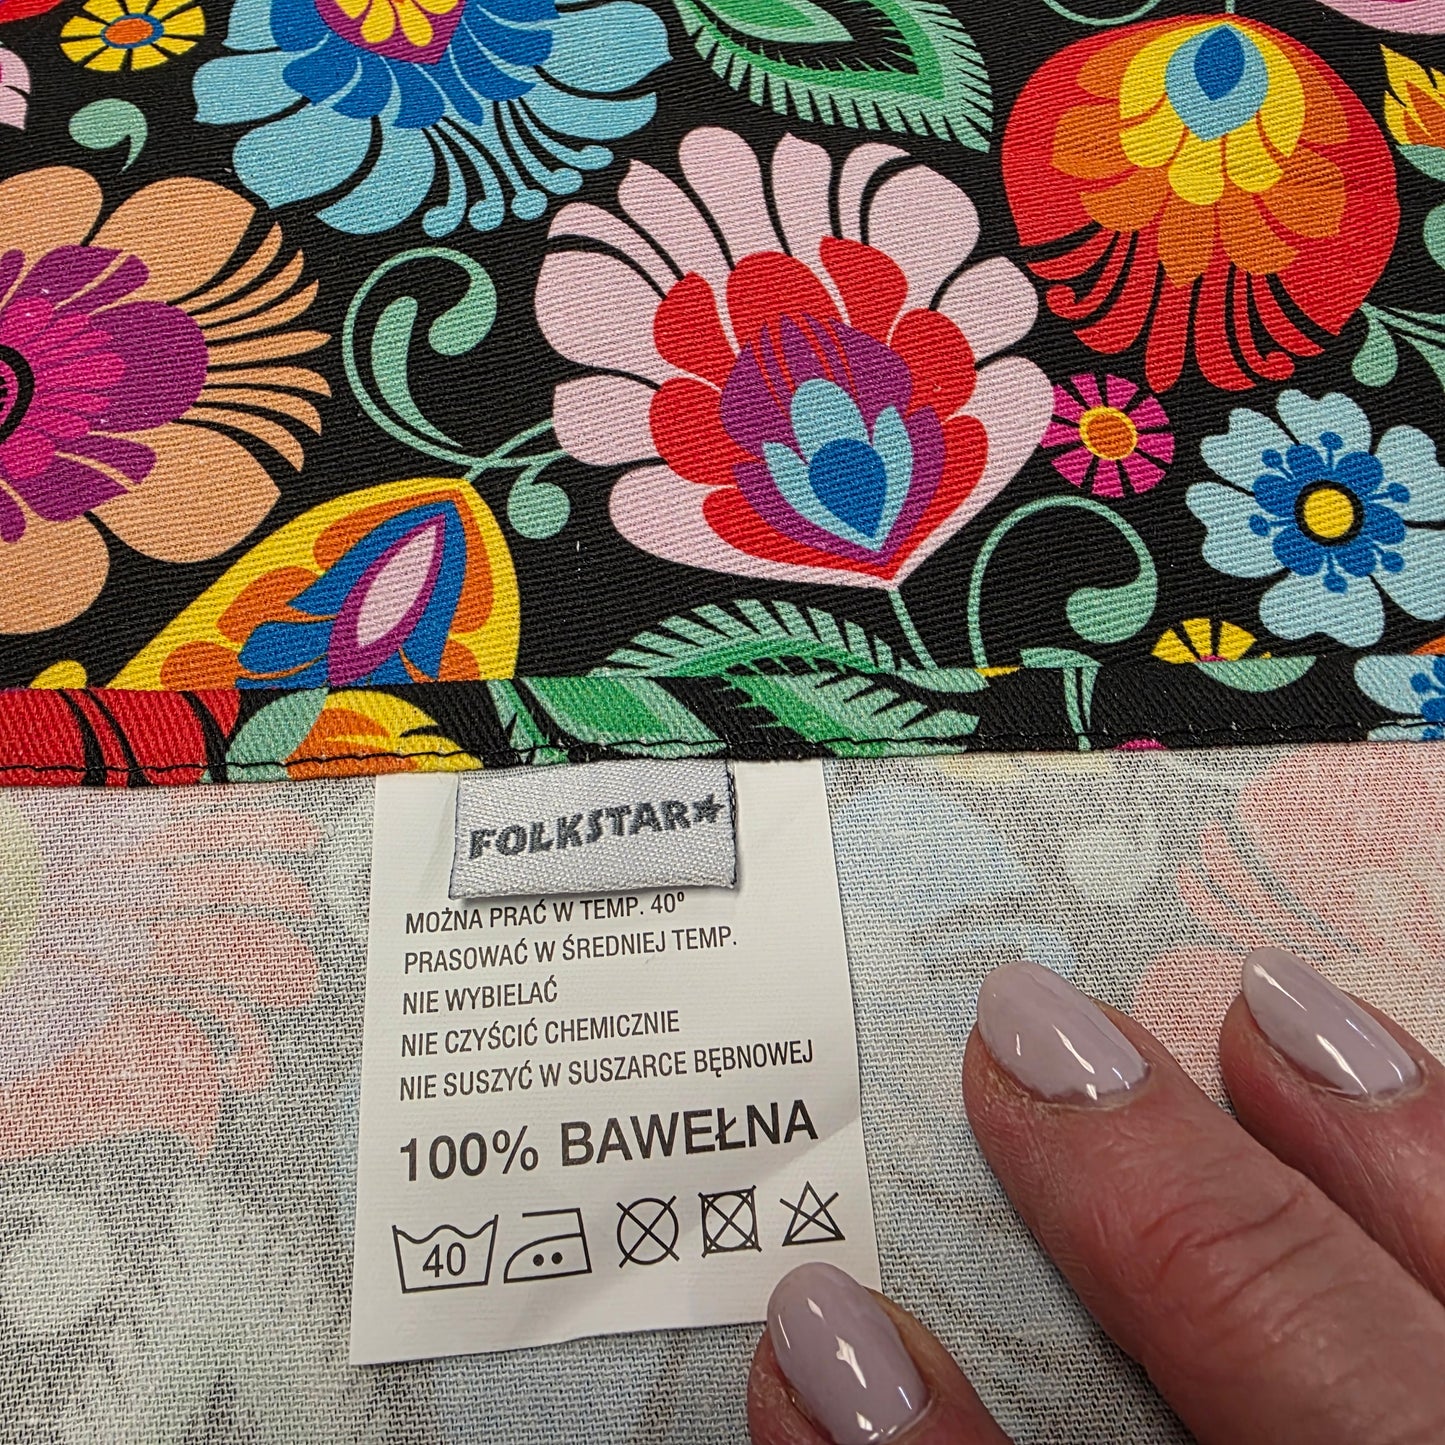 FOLKSTAR★
MOŻNA PRAĆ W TEMP. 40º
PRASOWAĆ W ŚREDNIEJ TEMP.
NIE WYBIELAĆ
NIE CZYŚCIĆ CHEMICZNIE
NIE SUSZYĆ W SUSZARCE BĘBNOWEJ
100% BAWEŁNA
40